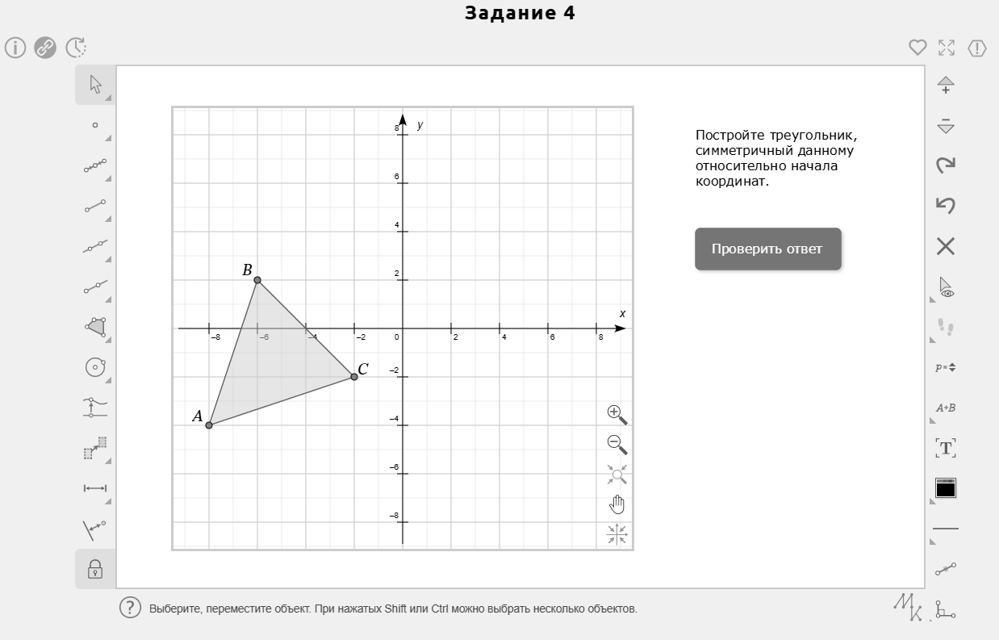 Задание 4
Постройте треугольник,
симметричный данному
относительно начала
координат.
Проверить ответ
y
8
6
4
2
B
x
–8 –6 –4 –2 0 2 4 6 8
C
–2
A
–4
–6
–8
p=
A+B
T
? Выберите, переместите объект. При нажатых Shift или Ctrl можно выбрать несколько объектов.